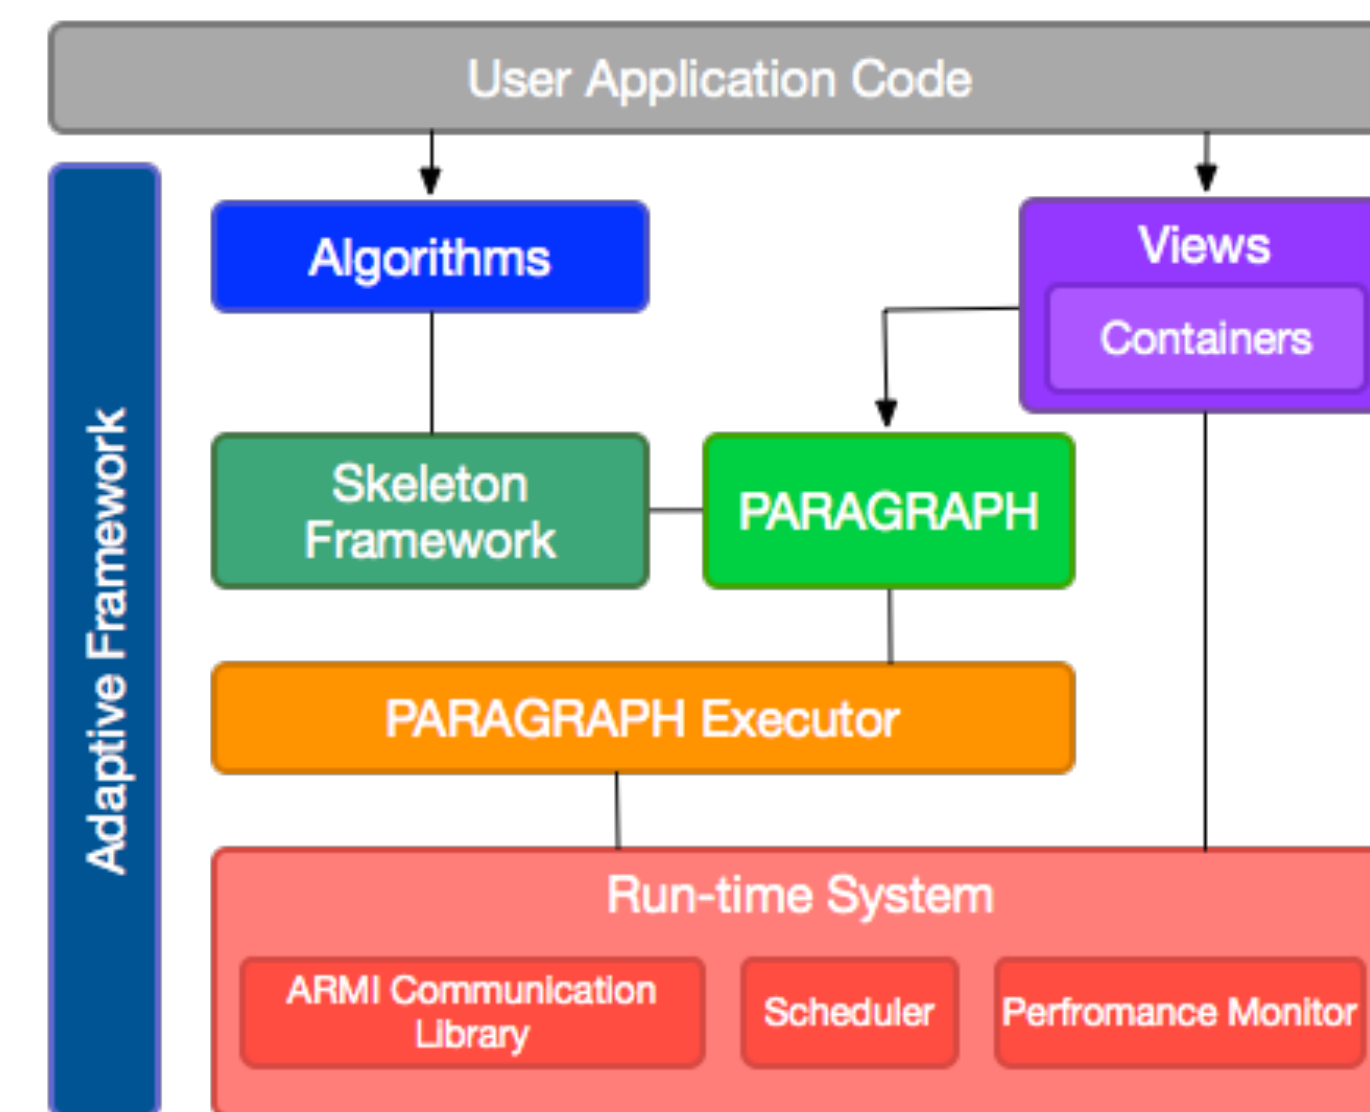 User Application Code
Algorithms
Views
Containers
Skeleton
Framework
PARAGRAPH
Adaptive Framework
PARAGRAPH Executor
Run-time System
ARMI Communication
Library
Scheduler
Perfromance Monitor